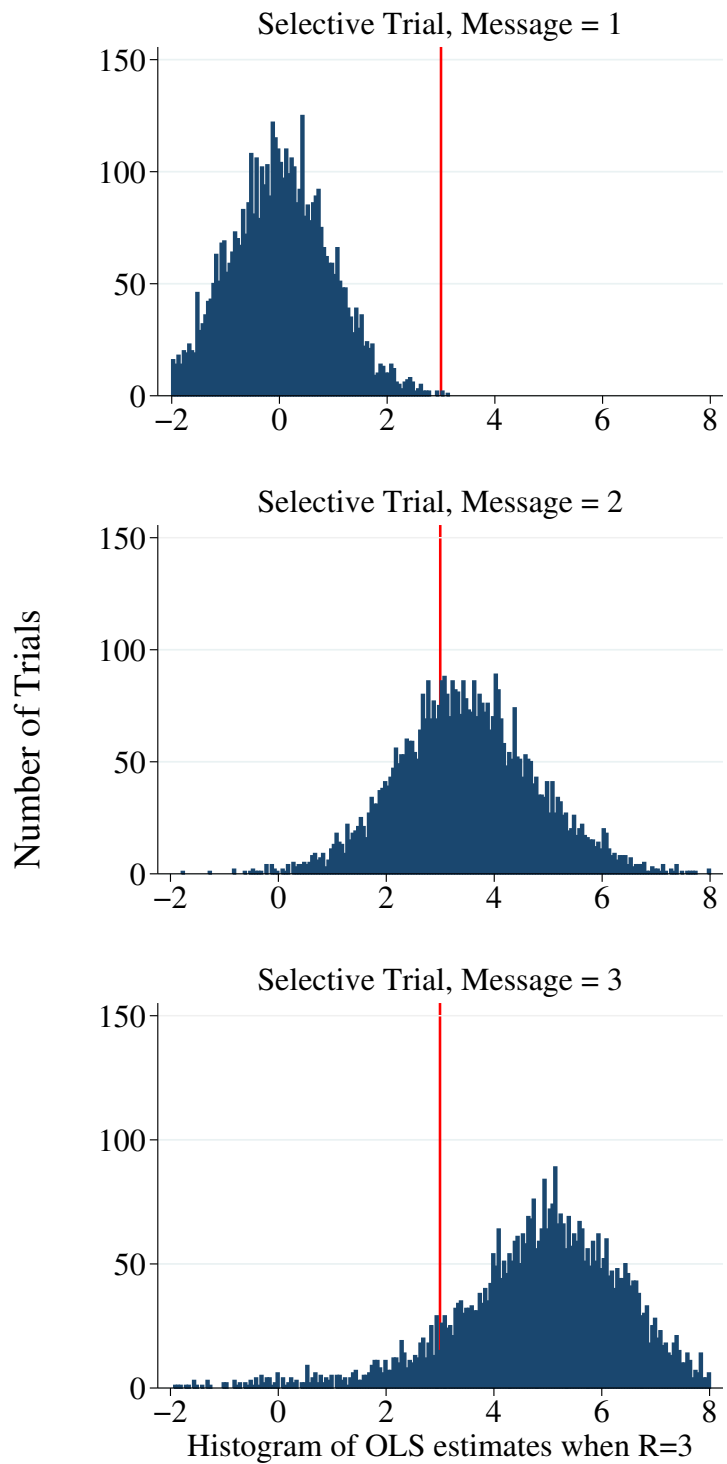 Selective Trial, Message = 1
150
100
50
0
−2 0 2 4 6 8
Selective Trial, Message = 2
150
100
50
0
−2 0 2 4 6 8
Number of Trials
Selective Trial, Message = 3
150
100
50
0
−2 0 2 4 6 8
Histogram of OLS estimates when R=3